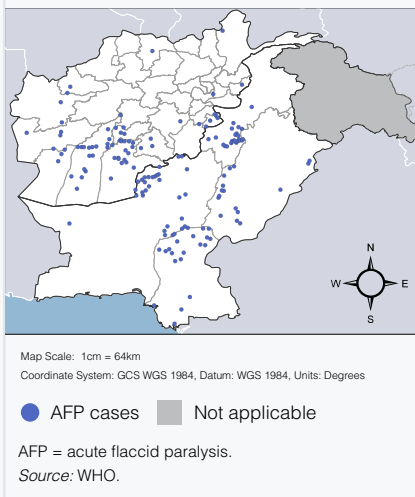 N
W E
S
Map Scale: 1cm = 64km
Coordinate System: GCS WGS 1984, Datum: WGS 1984, Units: Degrees
AFP cases Not applicable
AFP = acute flaccid paralysis.
Source: WHO.